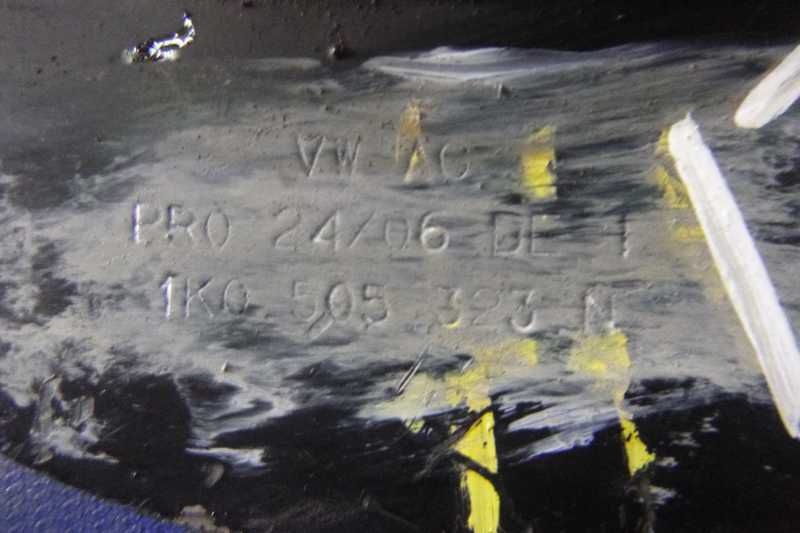 VW AG
PRO 24/06 DE 1
1K0 505 323 N